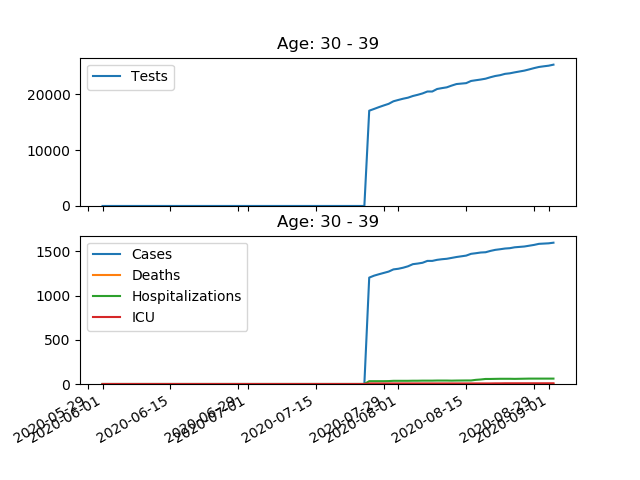 Age: 30 - 39
Tests
20000
10000
0
Age: 30 - 39
Cases
Deaths
Hospitalizations
ICU
1500
1000
500
0
2020-05-29
2020-06-01
2020-06-15
2020-06-29
2020-07-01
2020-07-15
2020-07-29
2020-08-01
2020-08-15
2020-08-29
2020-09-01